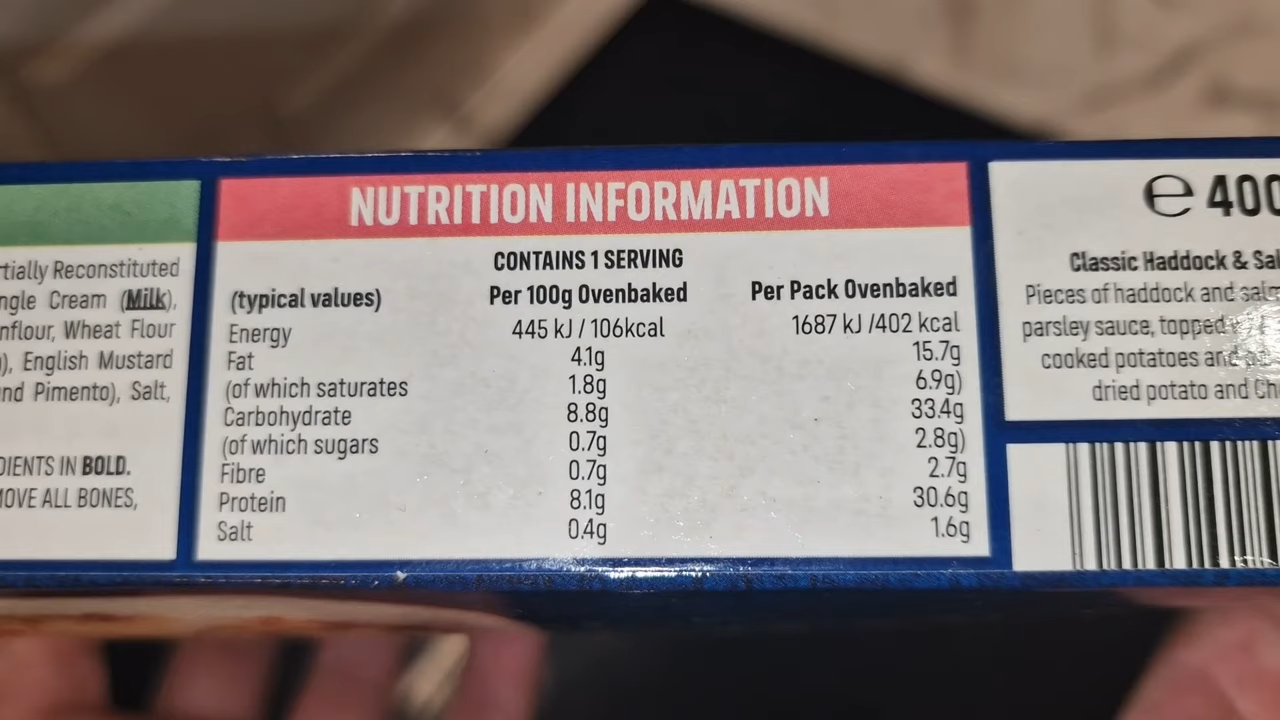 rtially Reconstituted
ngle Cream (Milk),
nflour, Wheat Flour
), English Mustard
nd Pimento), Salt,
DIENTS IN BOLD.
MOVE ALL BONES,
NUTRITION INFORMATION
CONTAINS 1 SERVING
(typical values) Per 100g Ovenbaked Per Pack Ovenbaked
Energy 445 kJ / 106kcal 1687 kJ /402 kcal
Fat 4.1g 15.7g
(of which saturates 1.8g 6.9g)
Carbohydrate 8.8g 33.4g
(of which sugars 0.7g 2.8g)
Fibre 0.7g 2.7g
Protein 8.1g 30.6g
Salt 0.4g 1.6g
e 400
Classic Haddock & Sal
Pieces of haddock and salm
parsley sauce, topped
cooked potatoes and
dried potato and Ch